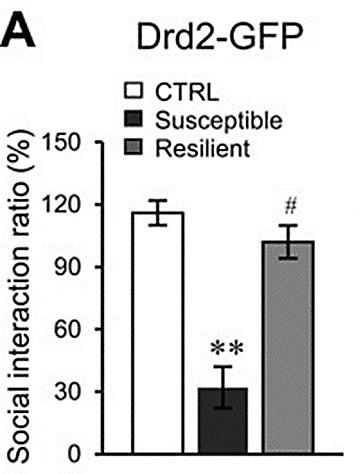 A
Drd2-GFP
CTRL
Susceptible
Resilient
Social interaction ratio (%)
150
120
90
60
30
0
**
#